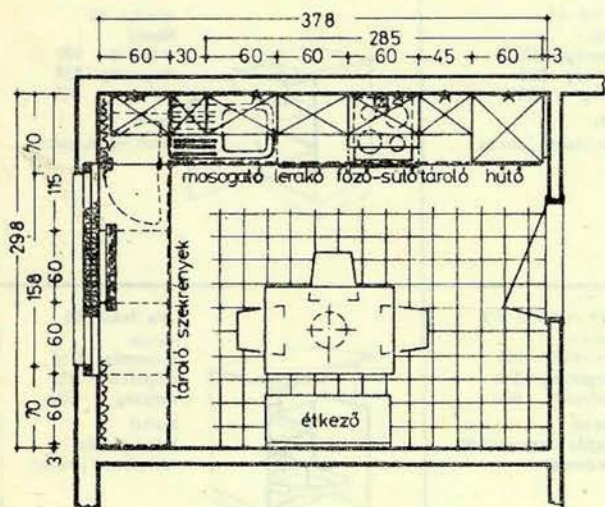 378
285
60 30 60 60 60 45 60 3
mosogató lerakó főző-sütő tároló hűtő
298
70 158 70
115 60 60 60 3
tároló szekrények
étkező